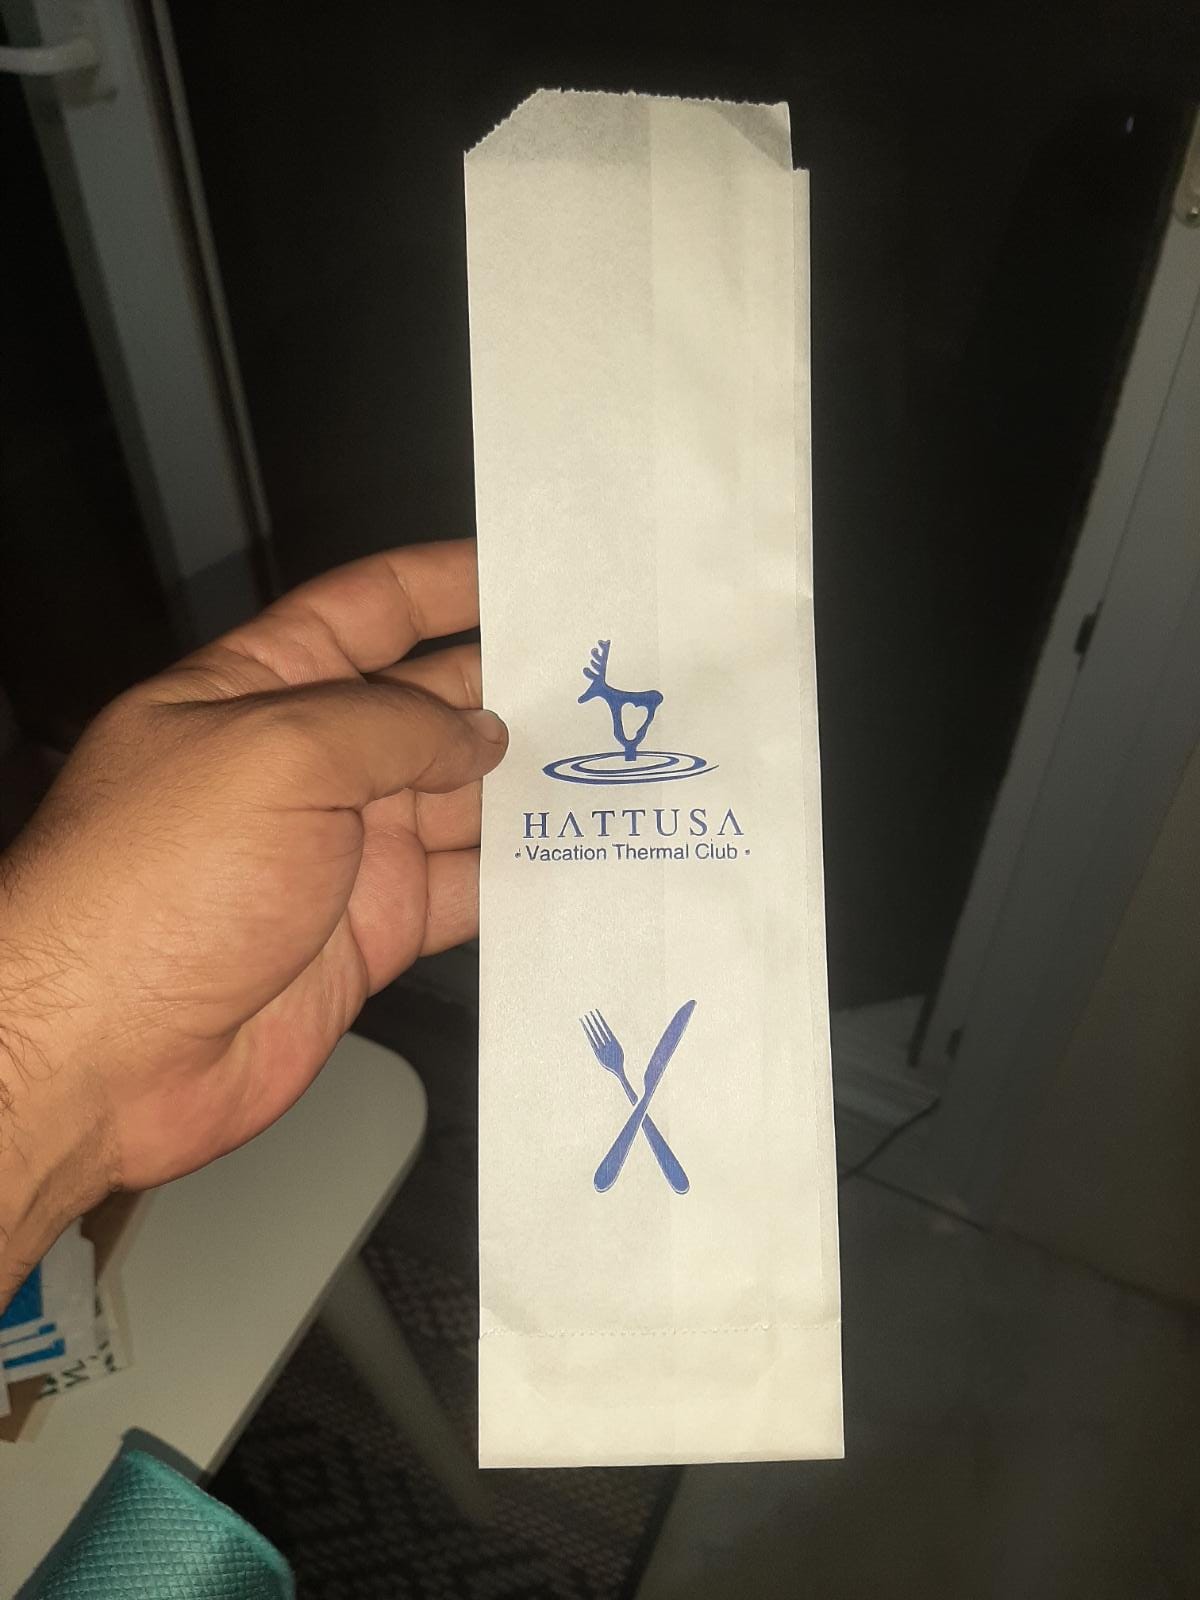 HATTUSA
• Vacation Thermal Club •